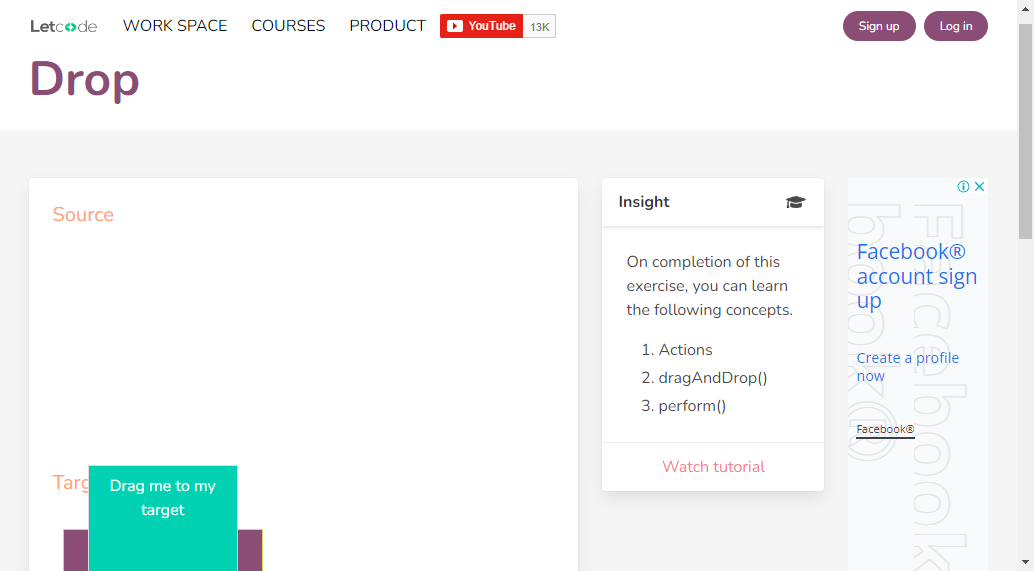 Letcode
WORK SPACE
COURSES
PRODUCT
YouTube
13K
Sign up
Log in
Drop
Source
Insight
On completion of this
exercise, you can learn
the following concepts.
1. Actions
2. dragAndDrop()
3. perform()
Watch tutorial
Facebook®
account sign
up
Create a profile
now
Facebook®
Facebook®
Targ
Drag me to my
target